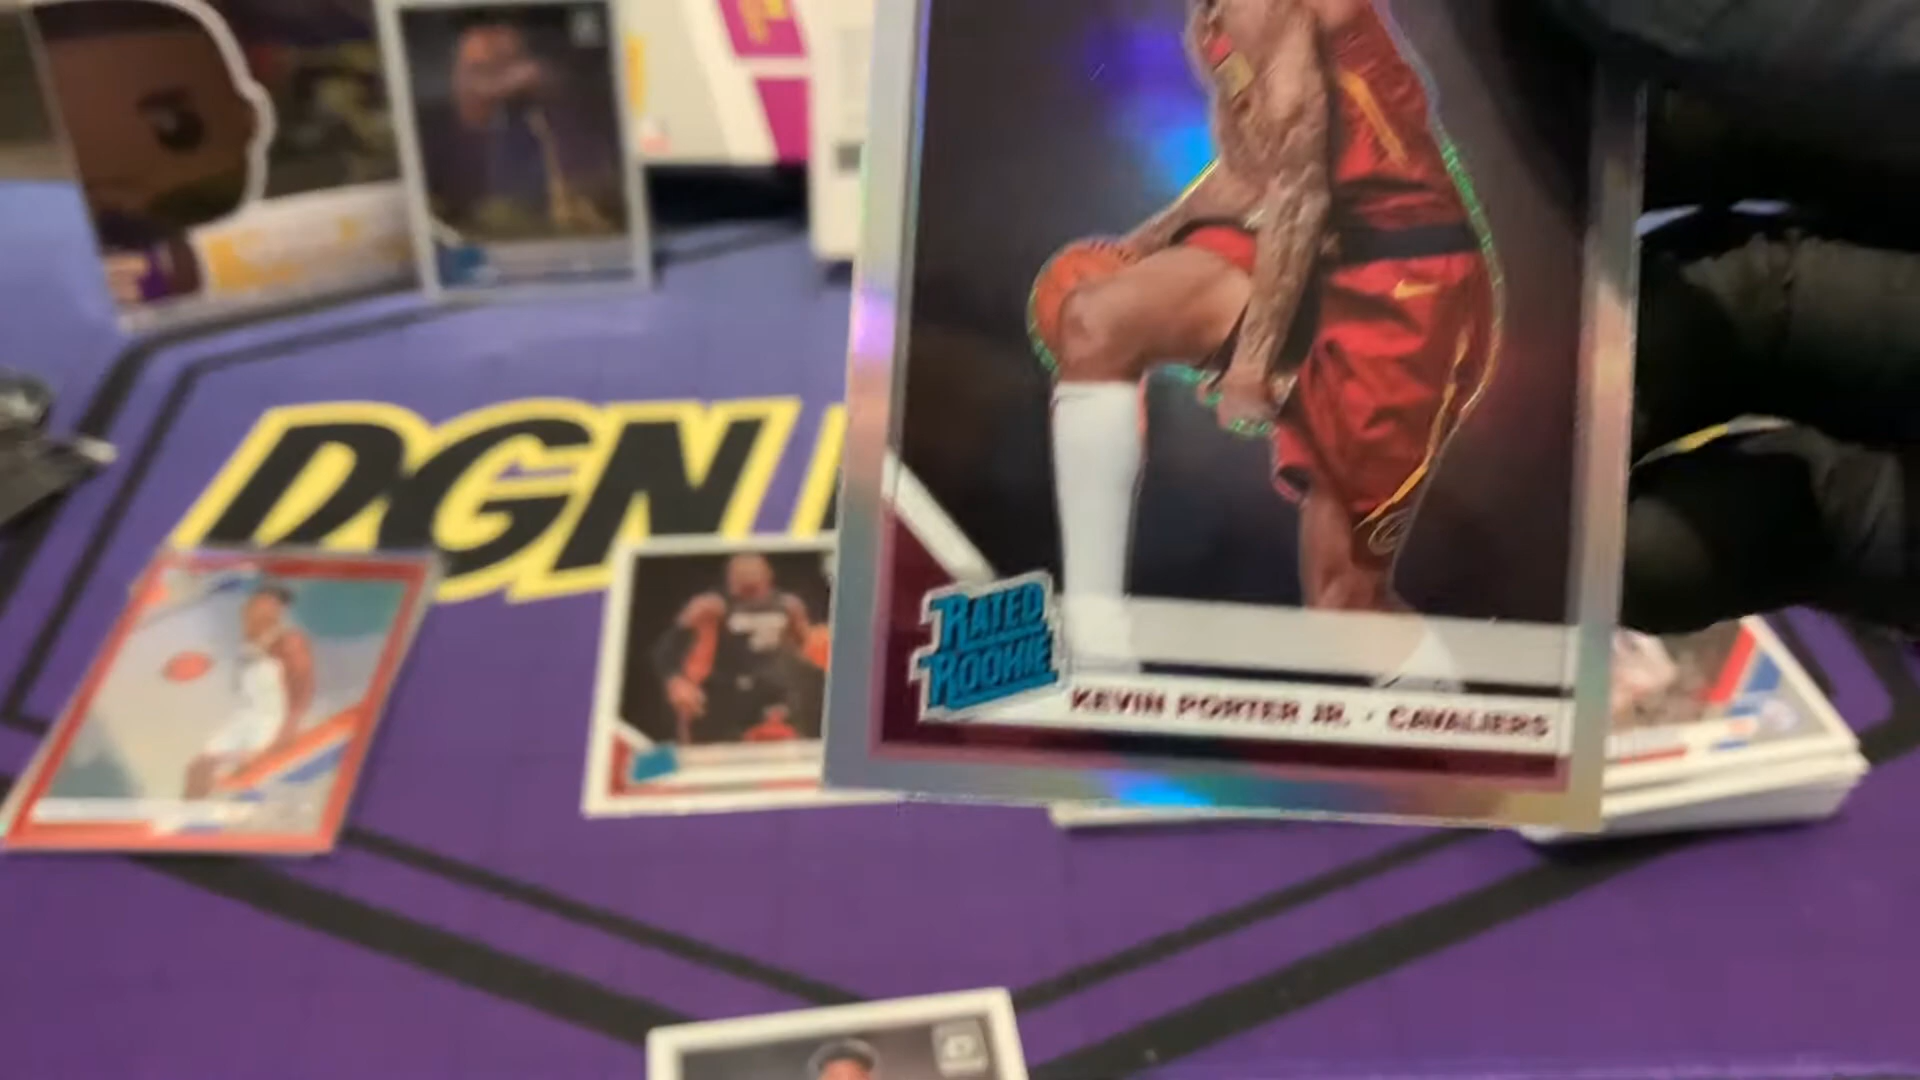 DGN
RATED
ROOKIE
KEVIN PORTER JR. • CAVALIERS